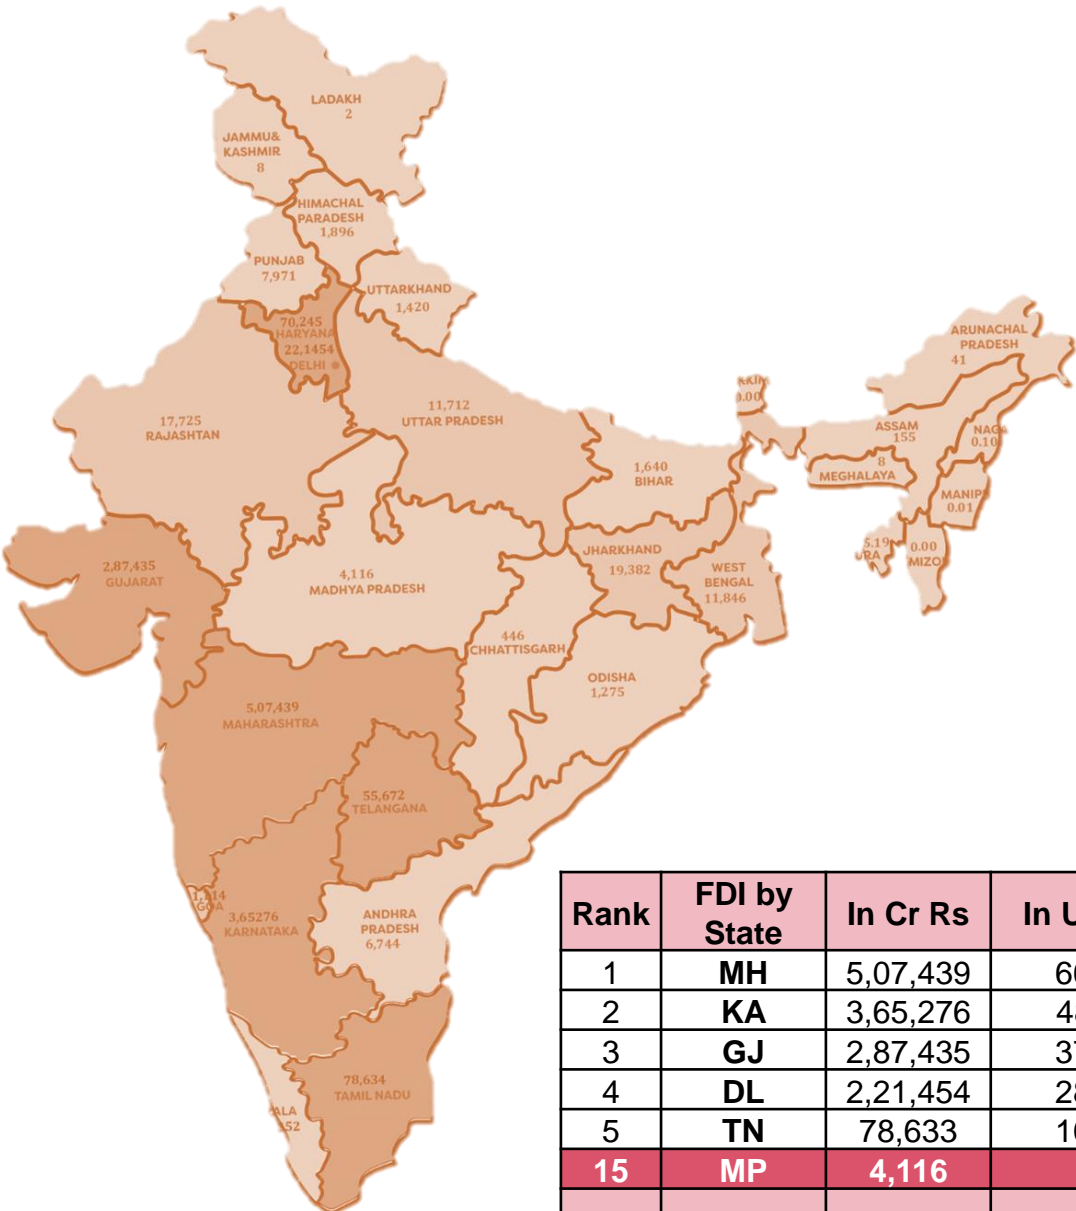 LADAKH
2
JAMMU&
KASHMIR
8
HIMACHAL
PARADESH
1,896
PUNJAB
7,971
UTTARKHAND
1,420
70,245
HARYANA
22,1454
DELHI
ARUNACHAL
PRADESH
41
17,725
RAJASHTAN
11,712
UTTAR PRADESH
ASSAM
155
0.10
8
MEGHALAYA
1,640
BIHAR
0.01
2,87,435
GUJARAT
4,116
MADHYA PRADESH
JHARKHAND
19,382
WEST
BENGAL
11,846
5.19
0.00
446
CHHATTISGARH
ODISHA
1,275
5,07,439
MAHARASHTRA
55,672
TELANGANA
GOA
3,65276
KARNATAKA
ANDHRA
PRADESH
6,744
78,634
TAMIL NADU
Rank FDI by State In Cr Rs In
1 MH 5,07,439
2 KA 3,65,276
3 GJ 2,87,435
4 DL 2,21,454
5 TN 78,633
15 MP 4,116